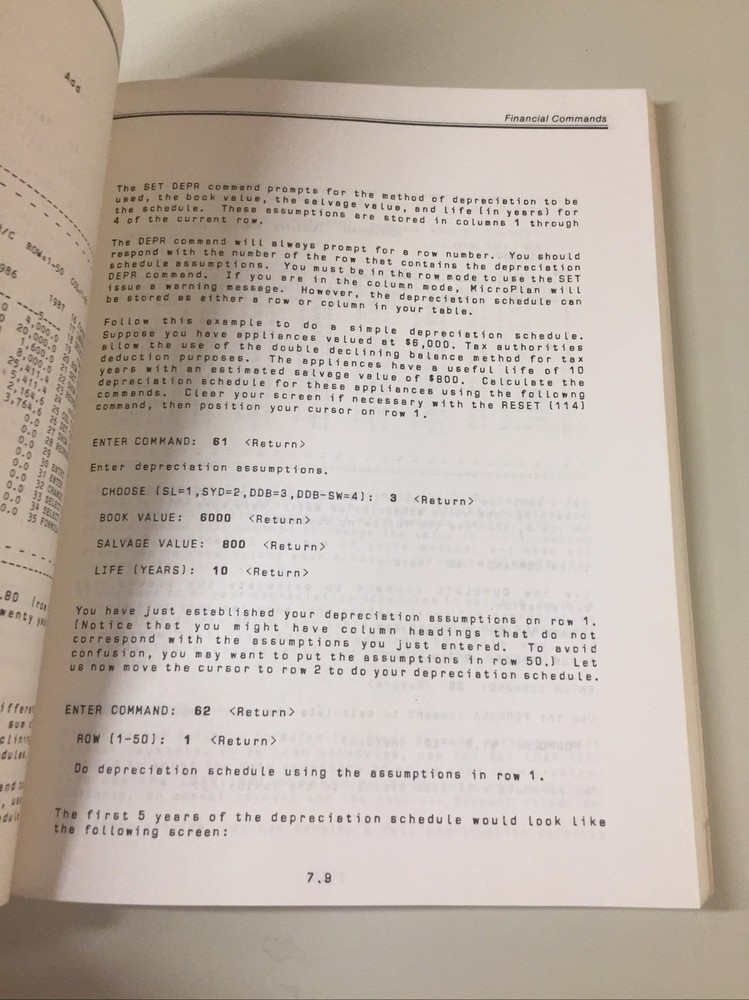 Add
Financial Commands
The SET DEPR command prompts for the method of depreciation to be
used, the book value, the salvage value, and life (in years) for
the schedule. These assumptions are stored in columns 1 through
4 of the current row.
The DEPR command will always prompt for a row number. You should
respond with the number of the row that contains the depreciation
schedule assumptions. You must be in the row mode to use the SET
DEPR command. If you are in the column mode, MicroPlan will
issue a warning message. However, the depreciation schedule can
be stored as either a row or column in your table.
Follow this example to do a simple depreciation schedule.
Suppose you have appliances valued at $6,000. Tax authorities
allow the use of the double declining balance method for tax
deduction purposes. The appliances have a useful life of 10
years with an estimated salvage value of $800. Calculate the
depreciation schedule for these appliances using the followng
commands. Clear your screen if necessary with the RESET (114)
command, then position your cursor on row 1.
ENTER COMMAND: 61 <Return>
Enter depreciation assumptions.
CHOOSE (SL=1,SYD=2,DDB=3,DDB-SW=4): 3 <Return>
BOOK VALUE: 6000 <Return>
SALVAGE VALUE: 800 <Return>
LIFE (YEARS): 10 <Return>
You have just established your depreciation assumptions on row 1.
(Notice that you might have column headings that do not
correspond with the assumptions you just entered. To avoid
confusion, you may want to put the assumptions in row 50.) Let
us now move the cursor to row 2 to do your depreciation schedule.
ENTER COMMAND: 62 <Return>
ROW (1-50): 1 <Return>
Do depreciation schedule using the assumptions in row 1.
The first 5 years of the depreciation schedule would look like
the following screen:
7.9